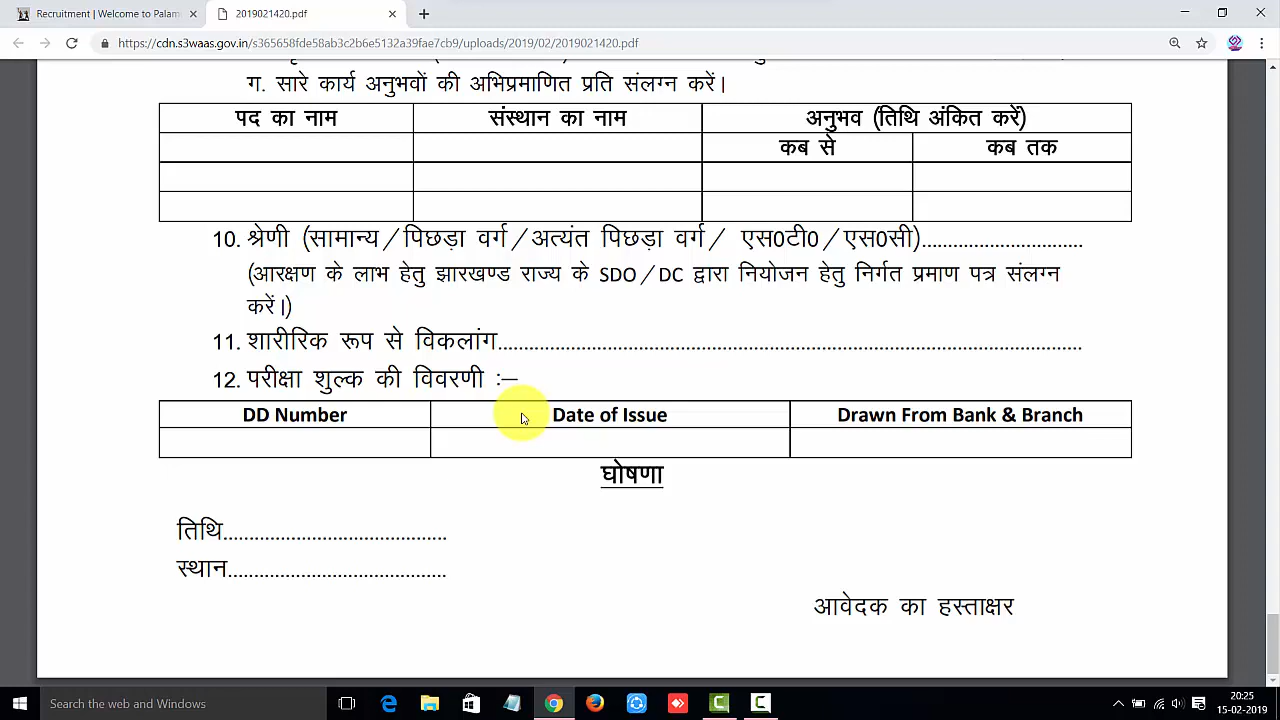 Recruitment | Welcome to Palam
2019021420.pdf
https://cdn.s3waas.gov.in/s365658fde58ab3c2b6e5132a39fae7cb9/uploads/2019/02/2019021420.pdf
ग. सारे कार्य अनुभवों की अभिप्रमाणित प्रति संलग्न करें।
पद का नाम संस्थान का नाम अनुभव (तिथि अंकित करें)
कब से कब तक
10. श्रेणी (सामान्य/पिछड़ा वर्ग/अत्यंत पिछड़ा वर्ग/ एस0टी0/एस0सी)..............................
(आरक्षण के लाभ हेतु झारखण्ड राज्य के SDO/DC द्वारा नियोजन हेतु निर्गत प्रमाण पत्र संलग्न
करें।)
11. शारीरिक रूप से विकलांग..............................................................................................
12. परीक्षा शुल्क की विवरणी :–
DD Number Date of Issue Drawn From Bank & Branch
घोषणा
तिथि...........................................
स्थान..........................................
आवेदक का हस्ताक्षर
Search the web and Windows
20:25
15-02-2019